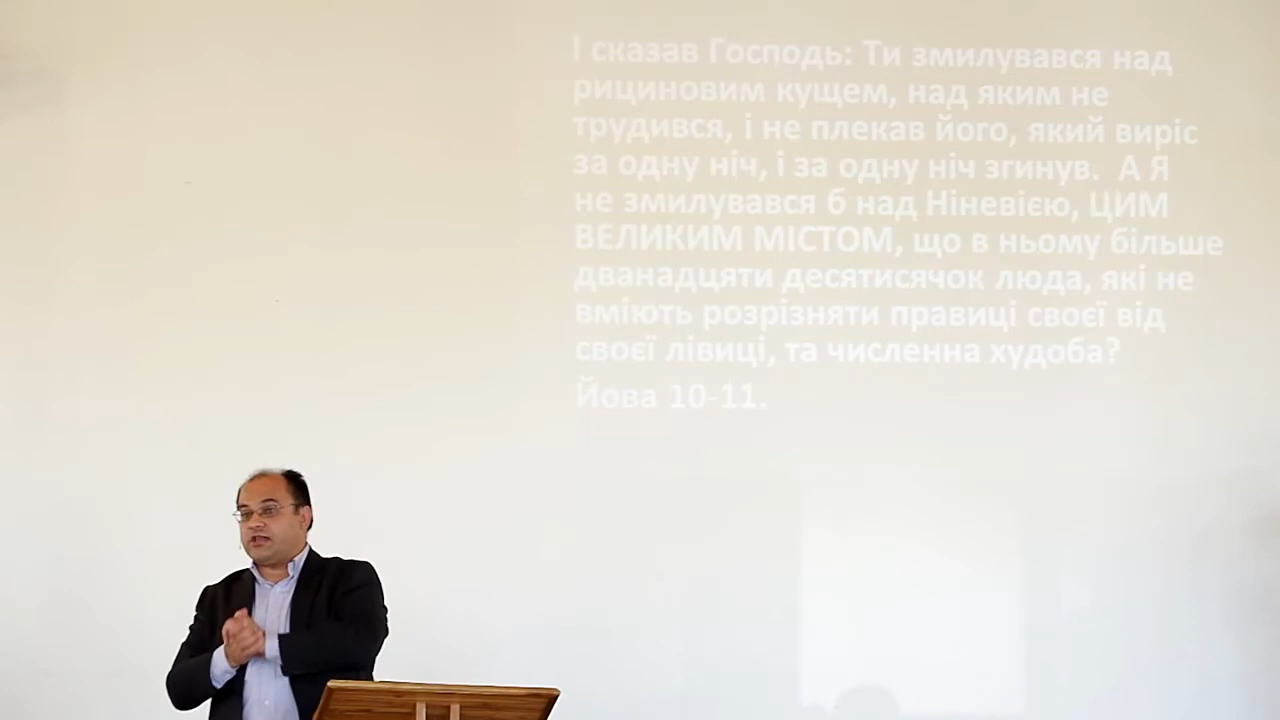 І сказав Господь: Ти змилувався над
рициновим кущем, над яким не
трудився, і не плекав його, який виріс
за одну ніч, і за одну ніч згинув.  А Я
не змилувався б над Ніневією, ЦИМ
ВЕЛИКИМ МІСТОМ, що в ньому більше
дванадцяти десятисячок люда, які не
вміють розрізняти правиці своєї від
своєї лівиці, та численна худоба?
Йова 10-11.